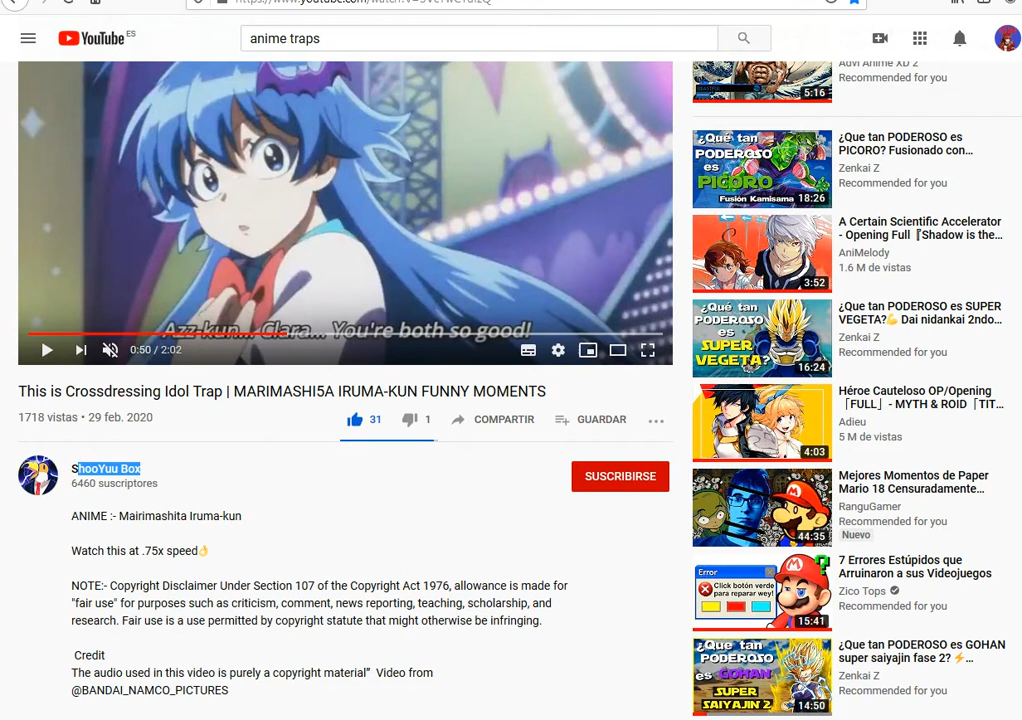 YouTube ES
anime traps
Azz-kun... Clara... You're both so good!
0:50 / 2:02
This is Crossdressing Idol Trap | MARIMASHI5A IRUMA-KUN FUNNY MOMENTS
1718 vistas • 29 feb. 2020
31
1
COMPARTIR
GUARDAR
ShooYuu Box
6460 suscriptores
SUSCRIBIRSE
ANIME :- Mairimashita Iruma-kun
Watch this at .75x speed👌
NOTE:- Copyright Disclaimer Under Section 107 of the Copyright Act 1976, allowance is made for
"fair use" for purposes such as criticism, comment, news reporting, teaching, scholarship, and
research. Fair use is a use permitted by copyright statute that might otherwise be infringing.
Credit
The audio used in this video is purely a copyright material” Video from
@BANDAI_NAMCO_PICTURES
5:16
Advi Anime XD 2
Recommended for you
¿Qué tan
PODEROSO
es
PICORO
Fusión Kamisama
18:26
¿Que tan PODEROSO es
PICORO? Fusionado con...
Zenkai Z
Recommended for you
3:52
A Certain Scientific Accelerator
- Opening Full『Shadow is the...
AniMelody
1.6 M de vistas
¿Qué tan
PODEROSO
es
SUPER
VEGETA?
16:24
¿Que tan PODEROSO es SUPER
VEGETA?💪 Dai nidankai 2ndo...
Zenkai Z
Recommended for you
4:03
Héroe Cauteloso OP/Opening
「FULL」- MYTH & ROID「TIT...
Adieu
5 M de vistas
44:35
Mejores Momentos de Paper
Mario 18 Censuradamente...
RanguGamer
Recommended for you
Nuevo
Error
Click botón verde
para reparar wey!
15:41
7 Errores Estúpidos que
Arruinaron a sus Videojuegos
Zico Tops
Recommended for you
¿Qué tan
PODEROSO
es GOHAN
SUPER
SAIYAJIN 2
14:50
¿Que tan PODEROSO es GOHAN
super saiyajin fase 2? ⚡...
Zenkai Z
Recommended for you